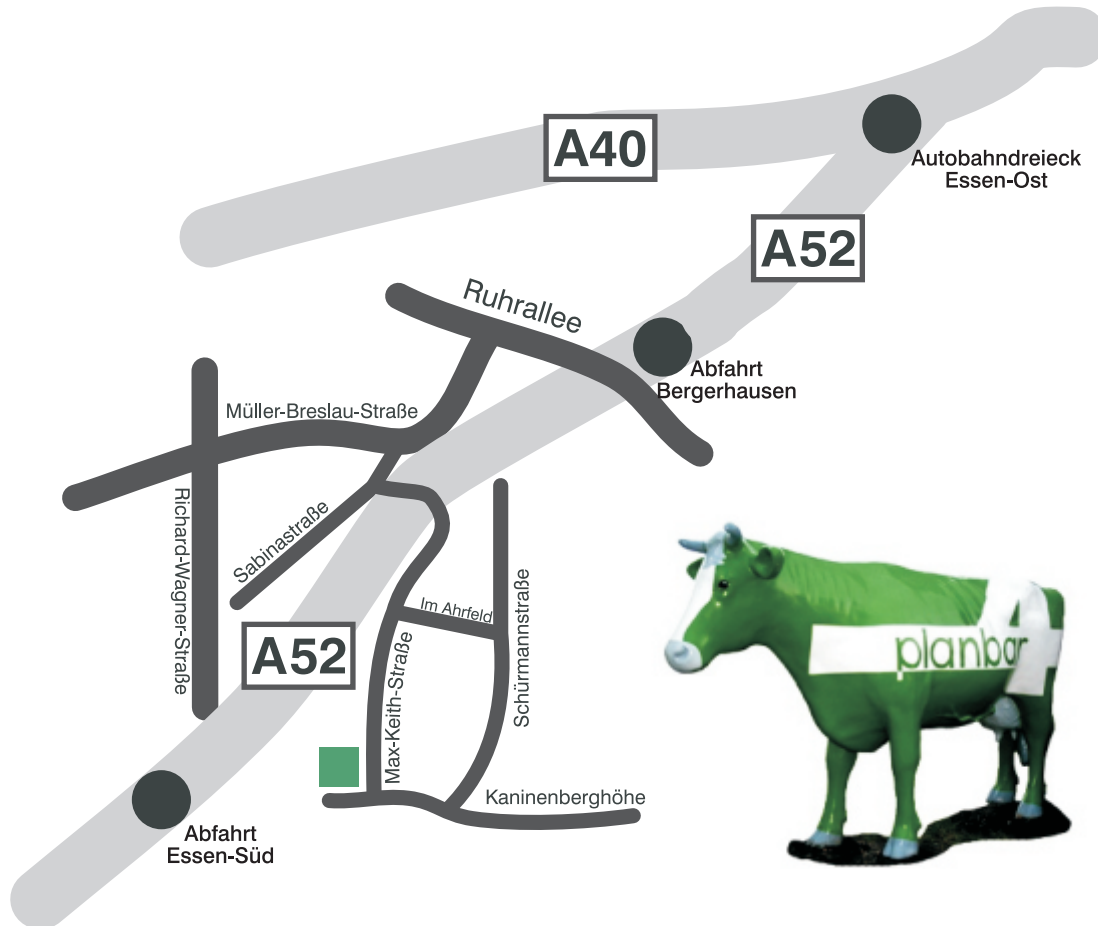 A40
Autobahndreieck
Essen-Ost
A52
Ruhrallee
Abfahrt
Bergerhausen
Müller-Breslau-Straße
Richard-Wagner-Straße
Sabinastraße
Im Ahrfeld
Schürmannstraße
A52
Max-Keith-Straße
planbar
Kaninenberghöhe
Abfahrt
Essen-Süd